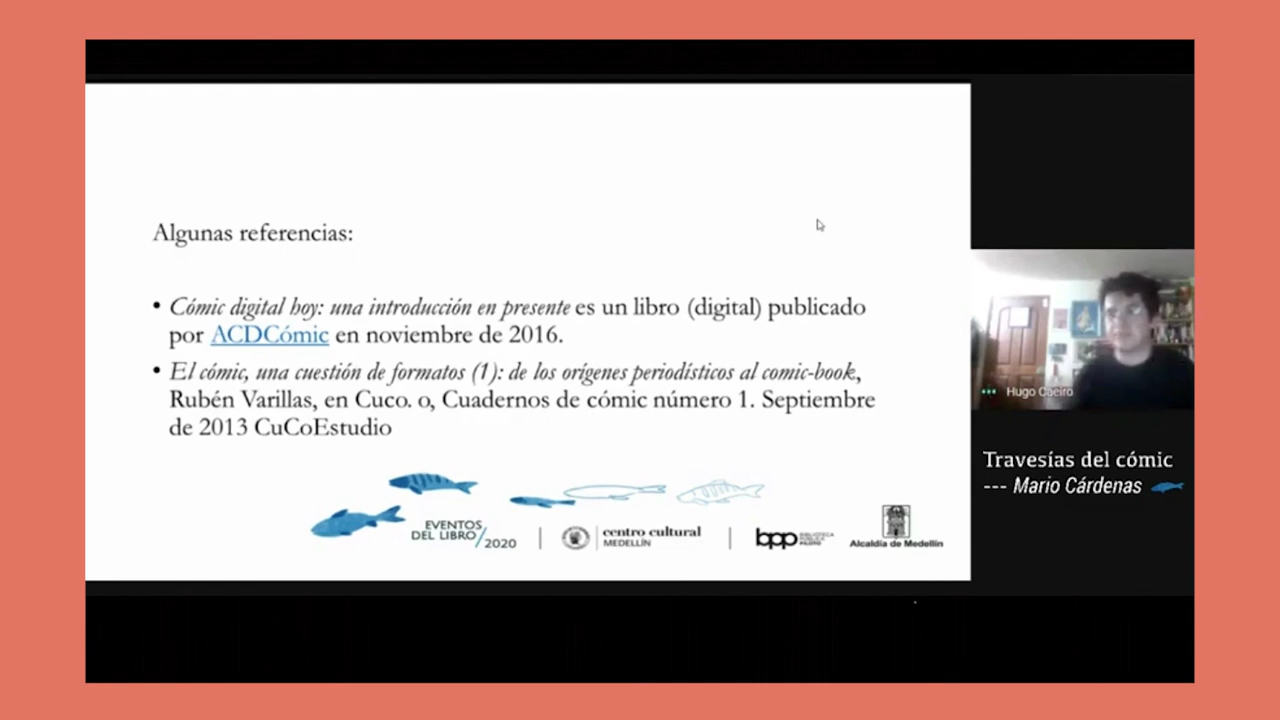 Algunas referencias:
• Cómic digital hoy: una introducción en presente es un libro (digital) publicado
por ACDCómic en noviembre de 2016.
• El cómic, una cuestión de formatos (1): de los orígenes periodísticos al comic-book,
Rubén Varillas, en Cuco. o, Cuadernos de cómic número 1. Septiembre
de 2013 CuCoEstudio
EVENTOS
DEL LIBRO/2020
centro cultural
MEDELLÍN
bpp
BIBLIOTECA
PÚBLICA
PILOTO
Alcaldía de Medellín
Hugo Caeiro
Travesías del cómic
--- Mario Cárdenas